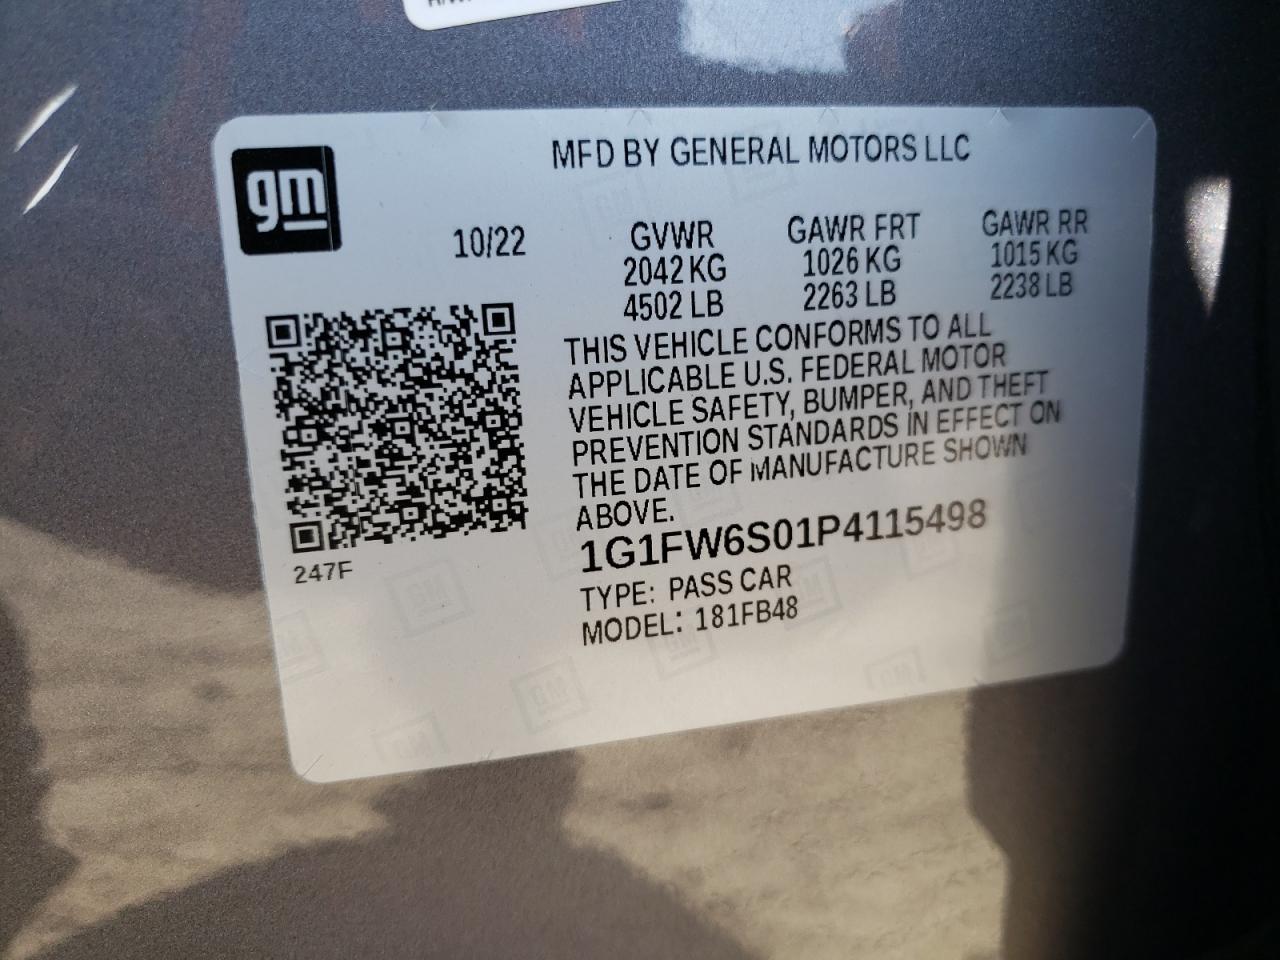 gm
MFD BY GENERAL MOTORS LLC
10/22
GVWR
2042 KG
4502 LB
GAWR FRT
1026 KG
2263 LB
GAWR RR
1015 KG
2238 LB
THIS VEHICLE CONFORMS TO ALL
APPLICABLE U.S. FEDERAL MOTOR
VEHICLE SAFETY, BUMPER, AND THEFT
PREVENTION STANDARDS IN EFFECT ON
THE DATE OF MANUFACTURE SHOWN
ABOVE.
1G1FW6S01P4115498
TYPE: PASS CAR
MODEL: 181FB48
247F